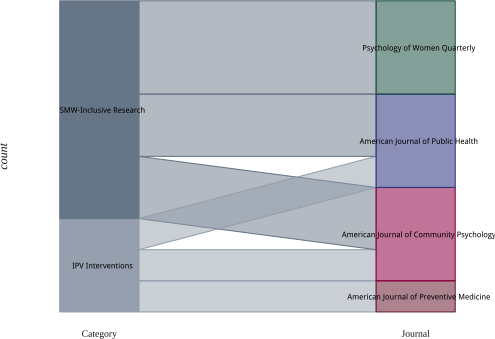 Psychology of Women Quarterly
SMW-Inclusive Research
American Journal of Public Health
count
American Journal of Community Psychology
IPV Interventions
American Journal of Preventive Medicine
Category
Journal